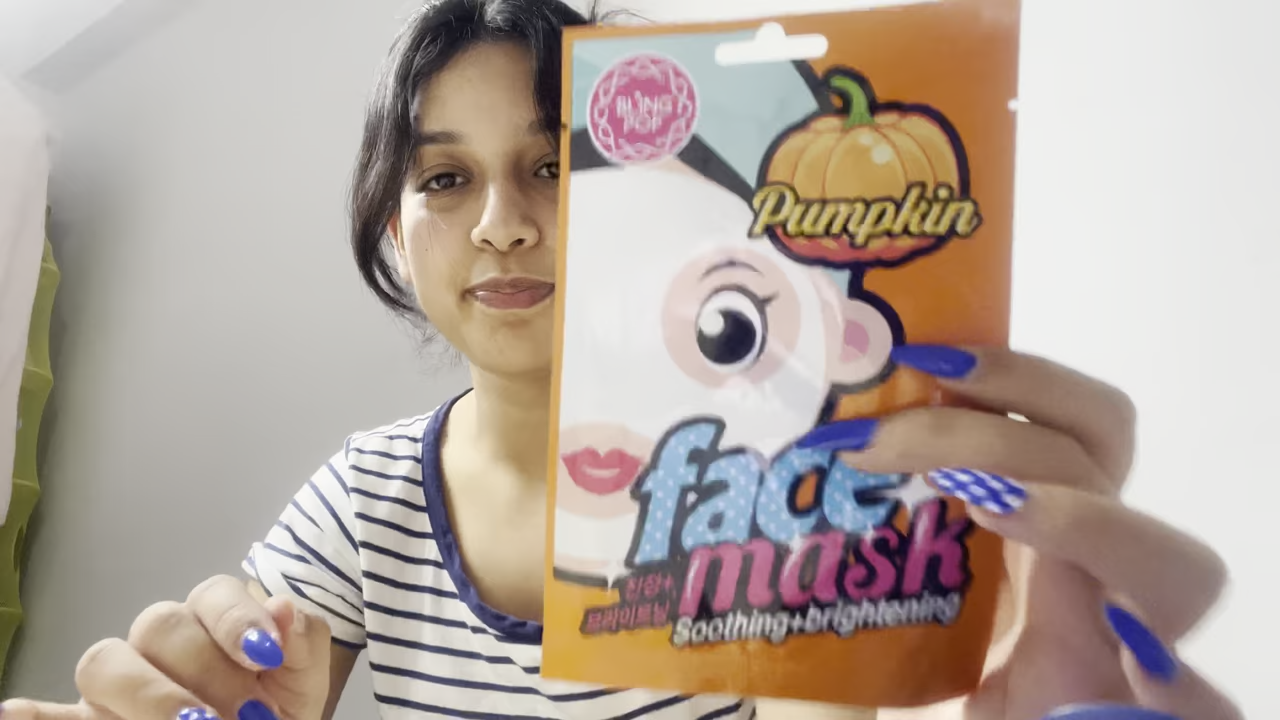 BLING
POP
Pumpkin
face
mask
진정+
브라이트닝
Soothing+brightening